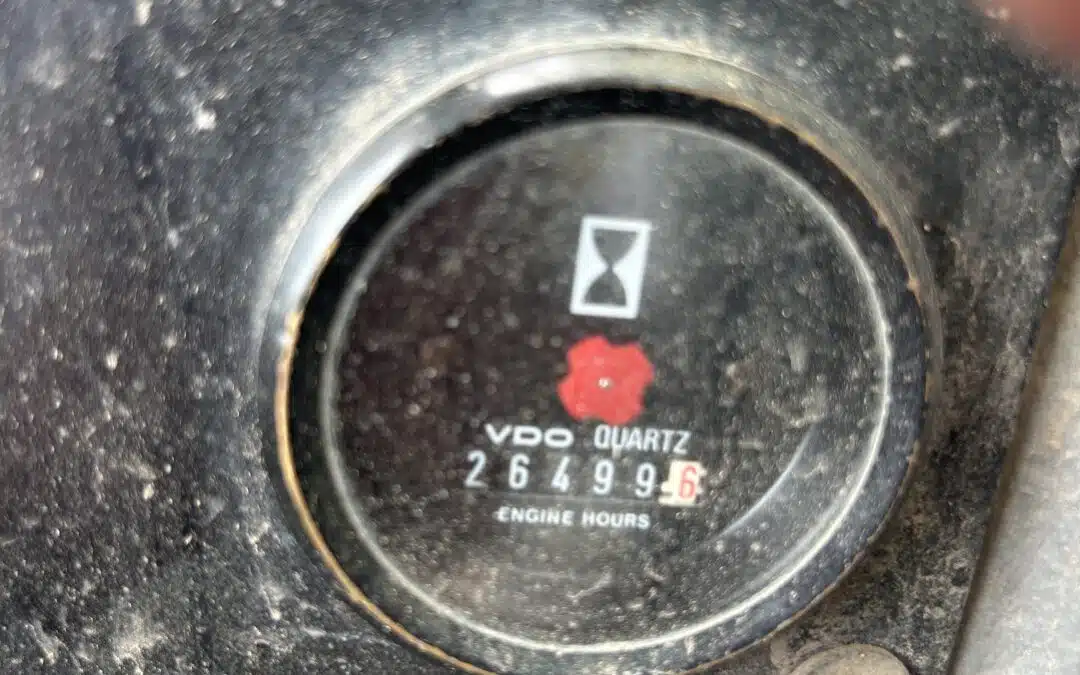 VDO QUARTZ
264996
ENGINE HOURS